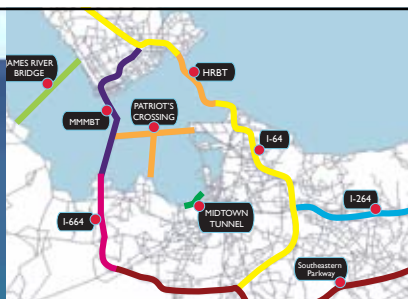 JAMES RIVER
BRIDGE
HRBT
MMMBT
PATRIOT'S
CROSSING
I-64
I-264
I-664
MIDTOWN
TUNNEL
Southeastern
Parkway